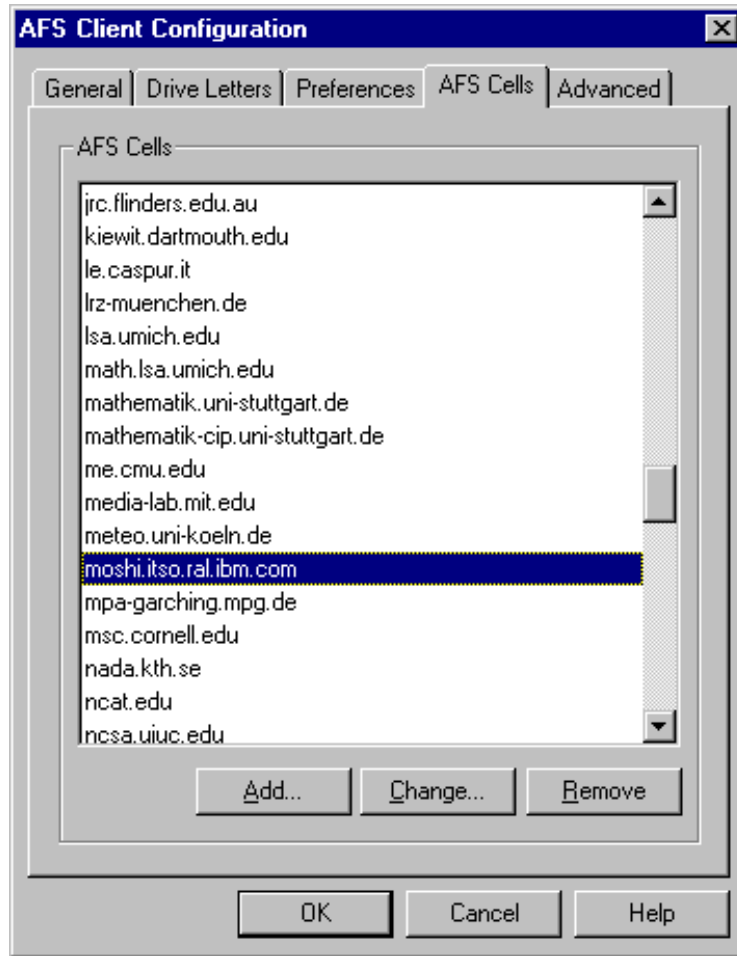 AFS Client Configuration
General Drive Letters Preferences AFS Cells Advanced
AFS Cells
jrc.flinders.edu.au
kiewit.dartmouth.edu
le.caspur.it
lrz-muenchen.de
lsa.umich.edu
math.lsa.umich.edu
mathematik.uni-stuttgart.de
mathematik-cip.uni-stuttgart.de
me.cmu.edu
media-lab.mit.edu
meteo.uni-koeln.de
moshi.itso.ral.ibm.com
mpa-garching.mpg.de
msc.cornell.edu
nada.kth.se
ncat.edu
ncsa.uiuc.edu
Add... Change... Remove
OK Cancel Help